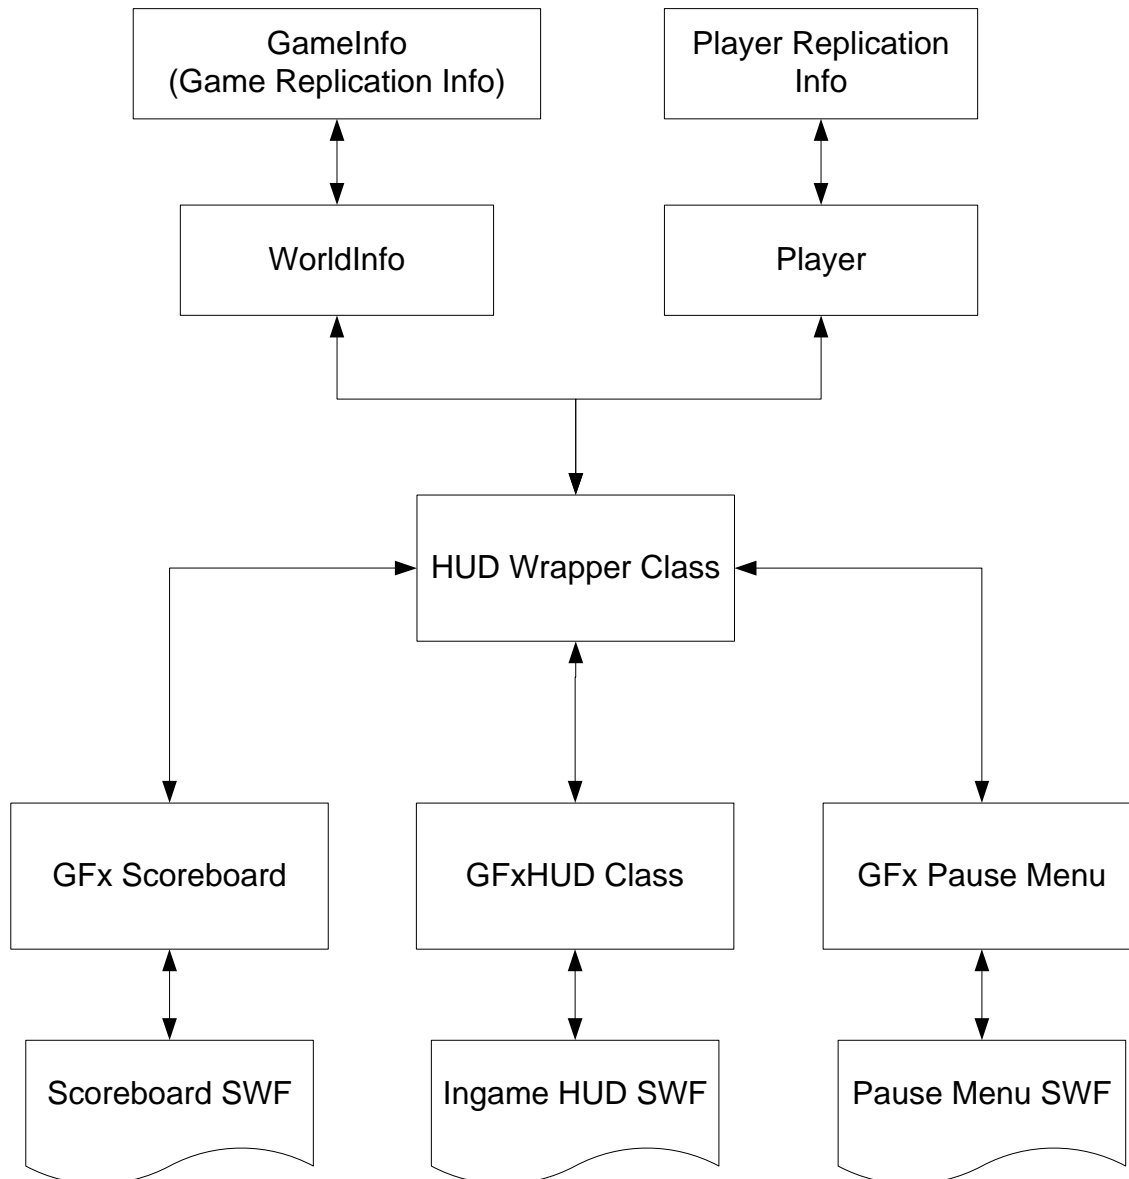 GameInfo
(Game Replication Info)
Player Replication
Info
WorldInfo
Player
HUD Wrapper Class
GFx Scoreboard
GFxHUD Class
GFx Pause Menu
Scoreboard SWF
Ingame HUD SWF
Pause Menu SWF